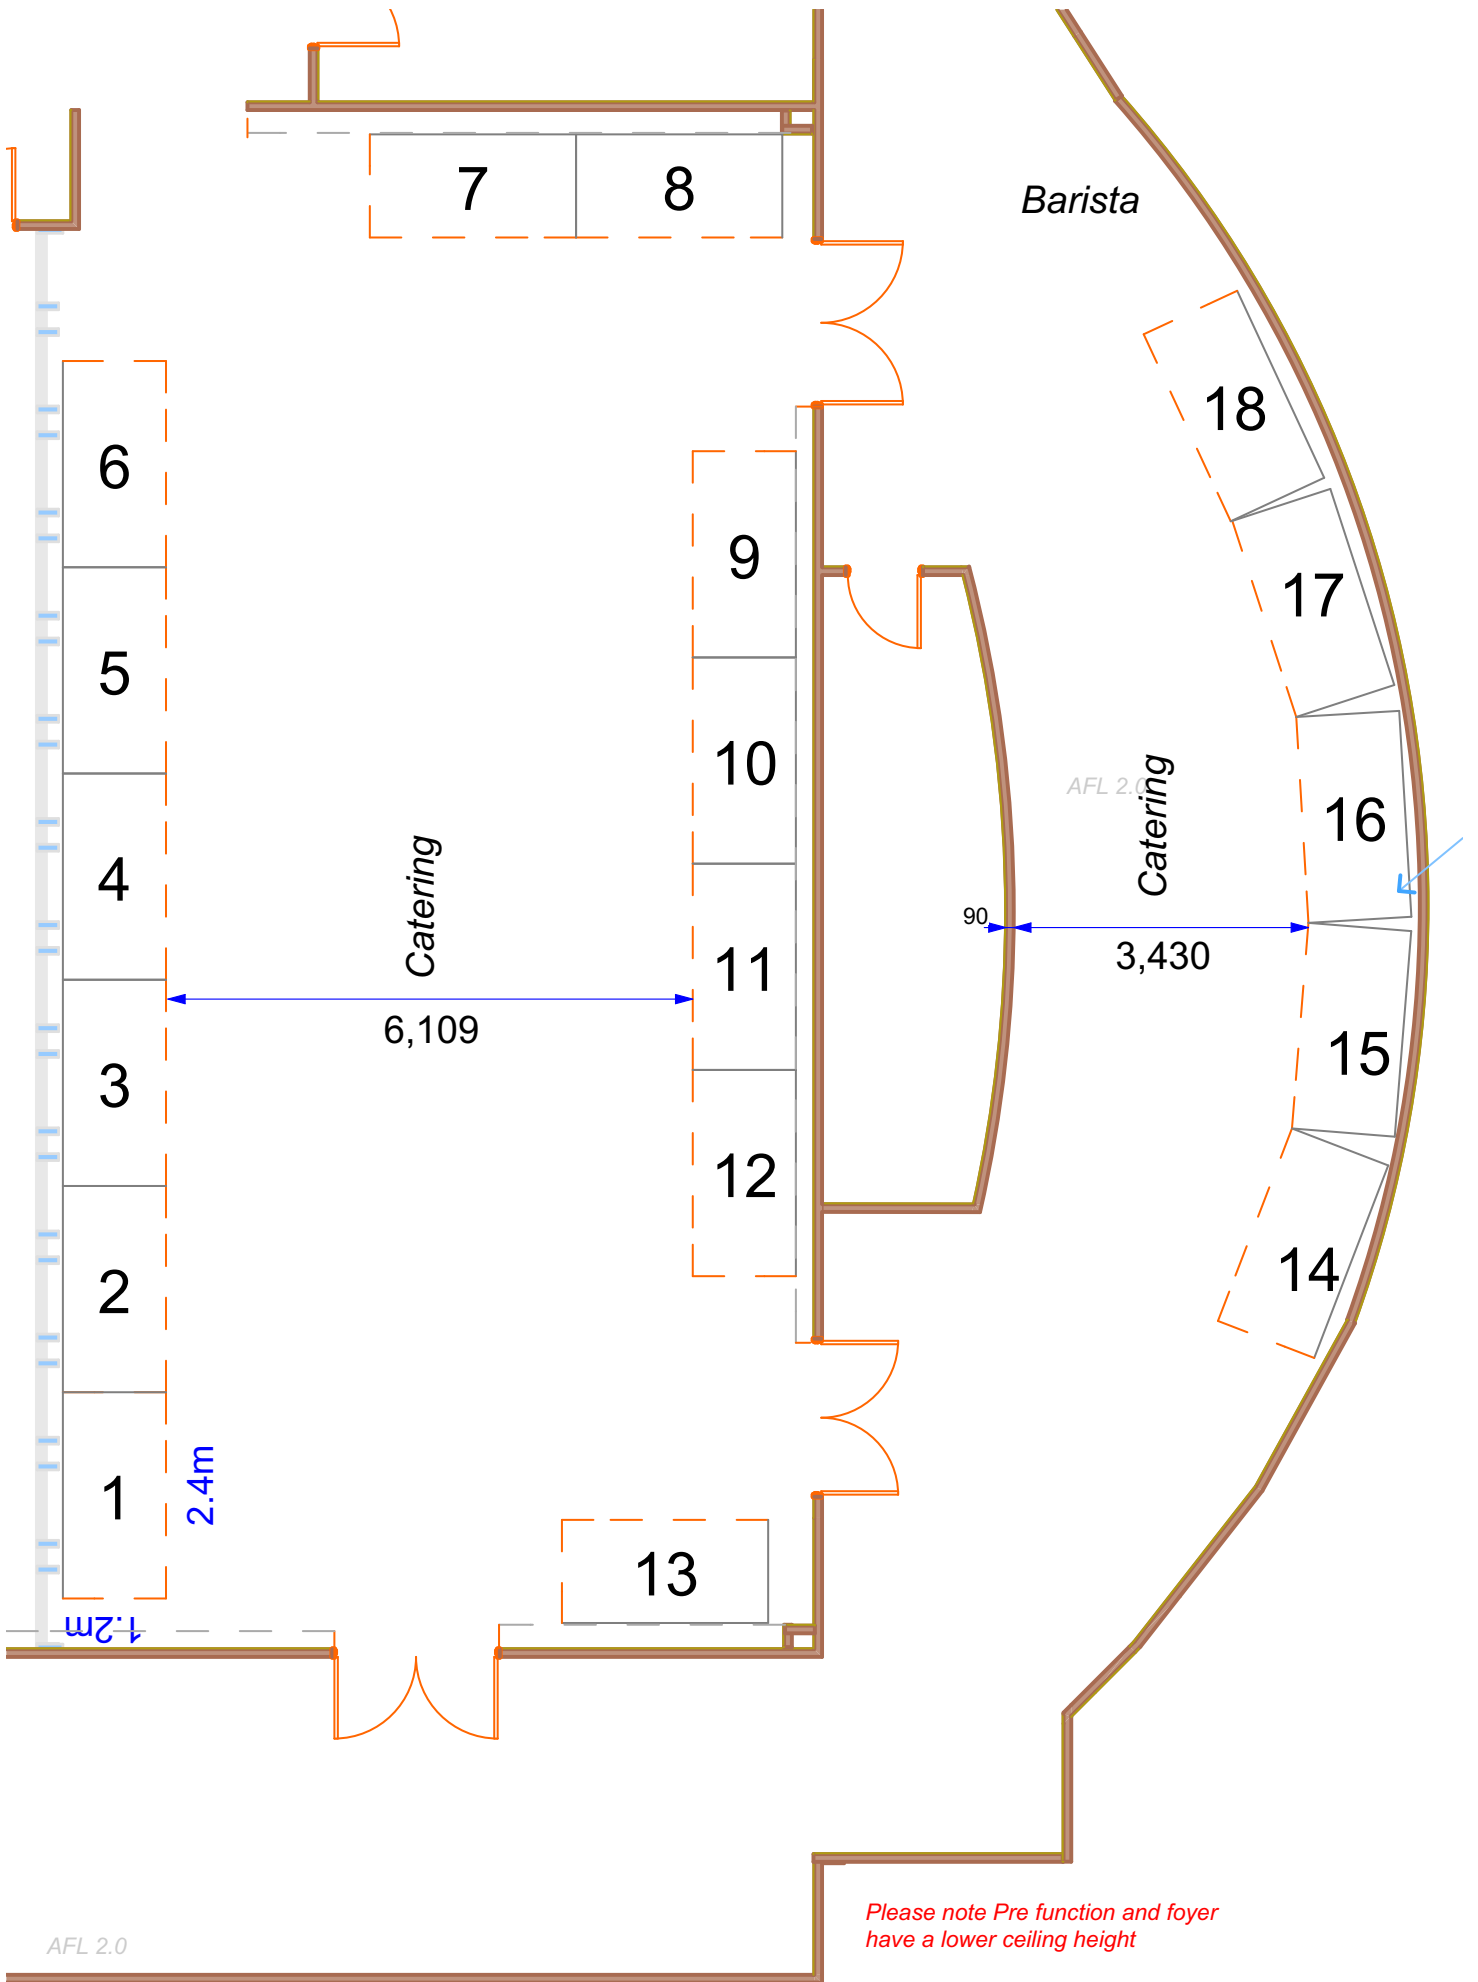 7
8
Barista
18
6
9
17
5
10
AFL 2.0
Catering
16
4
Catering
90
3,430
11
6,109
15
3
12
14
2
1
2.4m
13
1.2m
Please note Pre function and foyer
have a lower ceiling height
AFL 2.0